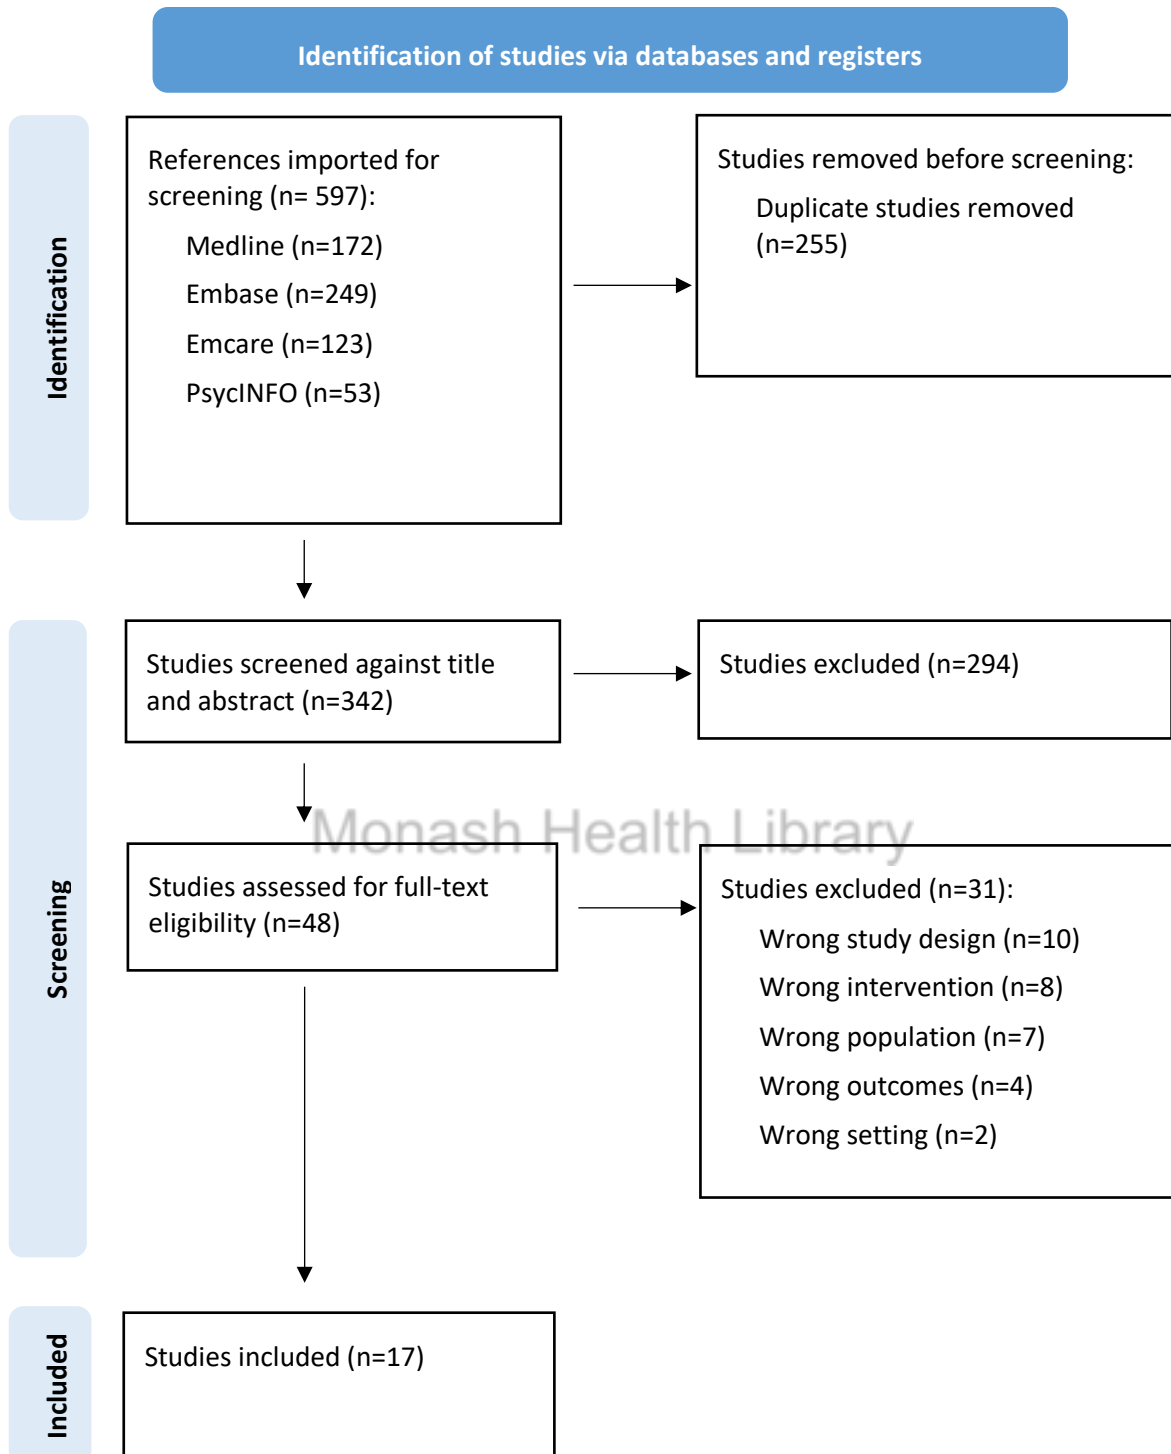 Identification of studies via databases and registers
Identification
References imported for
screening (n= 597):
Medline (n=172)
Embase (n=249)
Emcare (n=123)
PsycINFO (n=53)
Studies removed before screening:
Duplicate studies removed
(n=255)
Screening
Studies screened against title
and abstract (n=342)
Studies excluded (n=294)
Monash Health Library
Studies assessed for full-text
eligibility (n=48)
Studies excluded (n=31):
Wrong study design (n=10)
Wrong intervention (n=8)
Wrong population (n=7)
Wrong outcomes (n=4)
Wrong setting (n=2)
Included
Studies included (n=17)